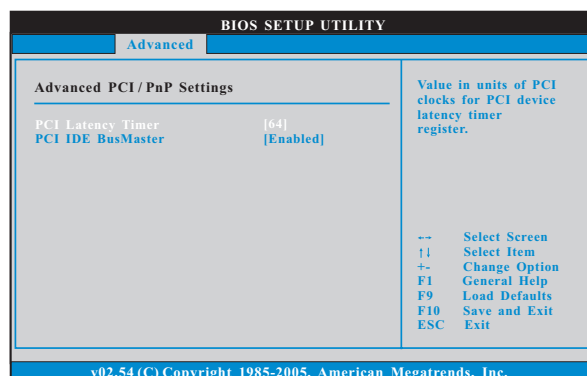 BIOS SETUP UTILITY
Advanced
Advanced PCI / PnP Settings
PCI Latency Timer [64]
PCI IDE BusMaster [Enabled]
Value in units of PCI
clocks for PCI device
latency timer
register.
←→ Select Screen
↑↓ Select Item
+- Change Option
F1 General Help
F9 Load Defaults
F10 Save and Exit
ESC Exit
v02.54 (C) Copyright 1985-2005, American Megatrends, Inc.